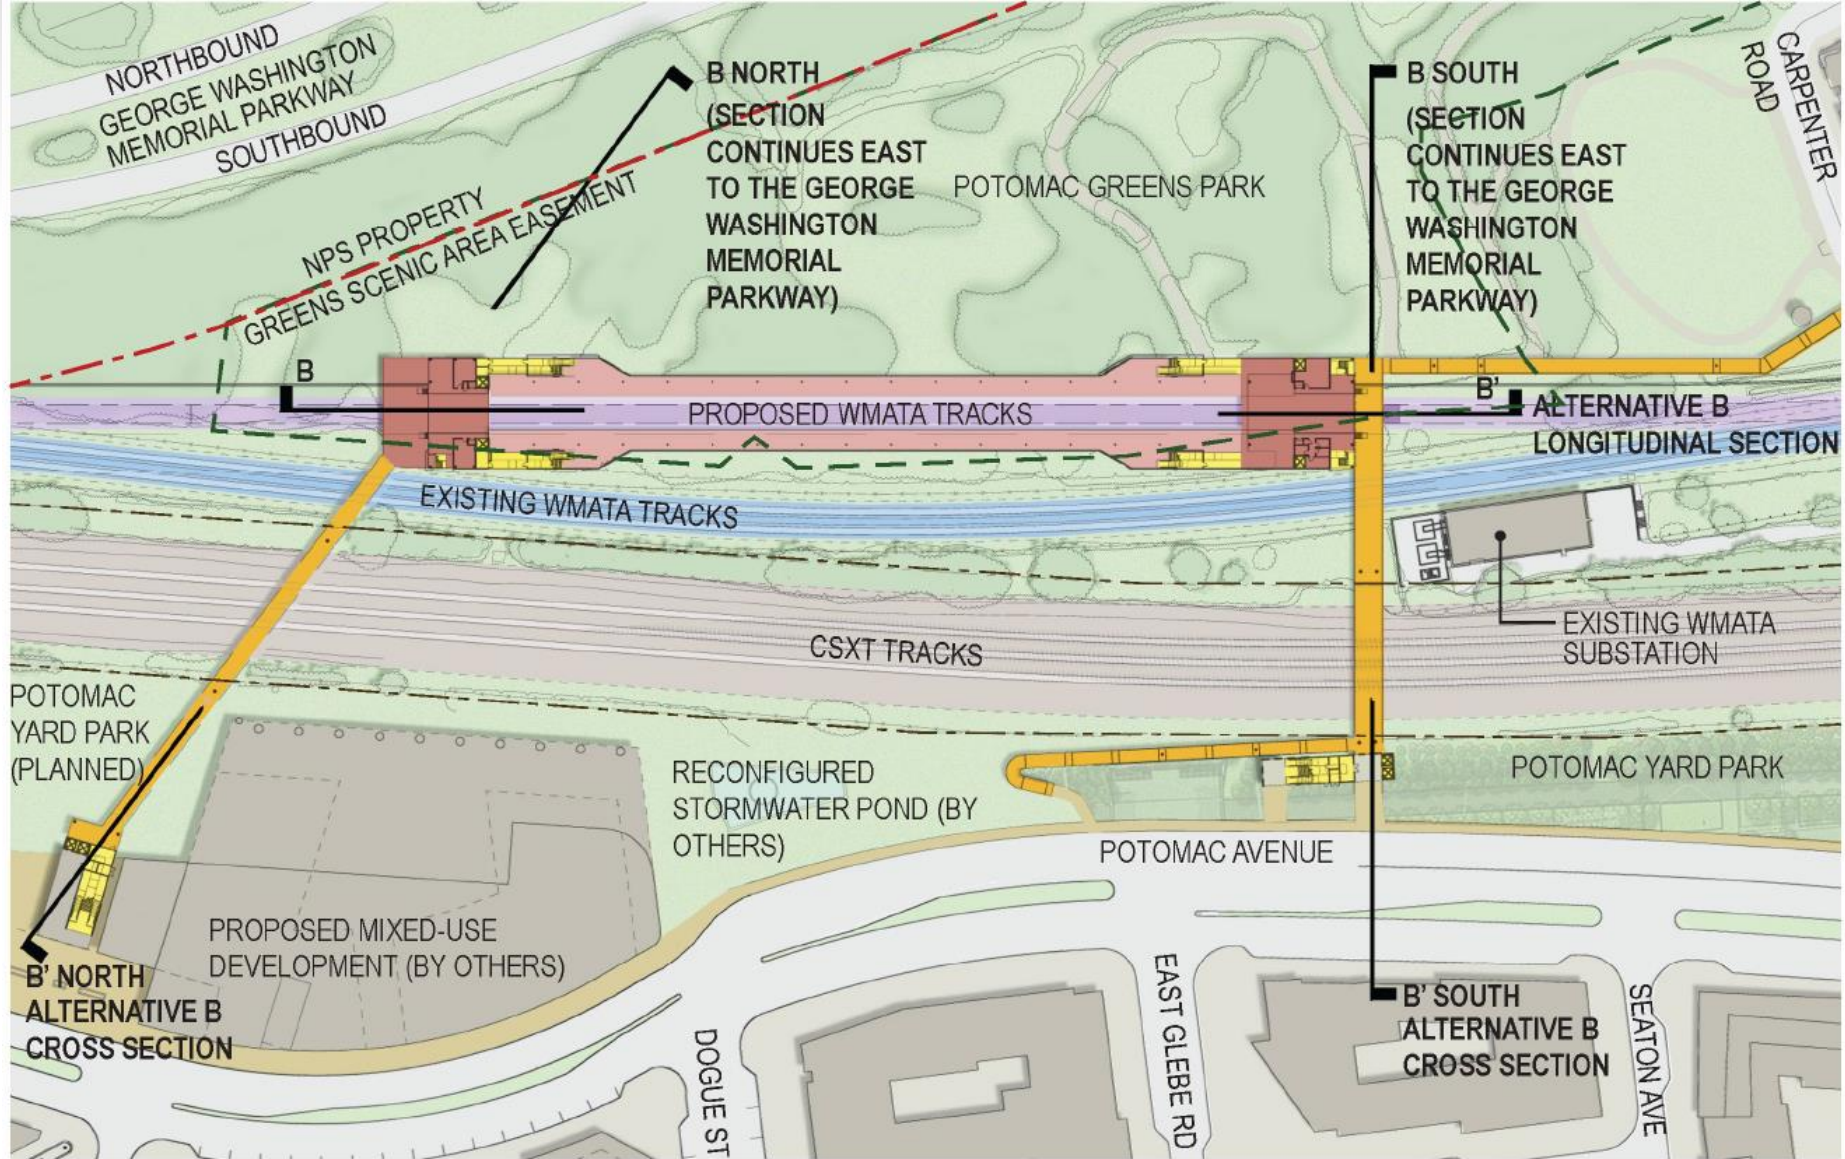 NORTHBOUND
GEORGE WASHINGTON
MEMORIAL PARKWAY
SOUTHBOUND
B NORTH
(SECTION
CONTINUES EAST
TO THE GEORGE
WASHINGTON
MEMORIAL
PARKWAY)
B SOUTH
(SECTION
CONTINUES EAST
TO THE GEORGE
WASHINGTON
MEMORIAL
PARKWAY)
CARPENTER
ROAD
POTOMAC GREENS PARK
NPS PROPERTY
GREENS SCENIC AREA EASEMENT
B
PROPOSED WMATA TRACKS
B'
ALTERNATIVE B
LONGITUDINAL SECTION
EXISTING WMATA TRACKS
EXISTING WMATA
SUBSTATION
CSXT TRACKS
POTOMAC
YARD PARK
(PLANNED)
RECONFIGURED
STORMWATER POND (BY
OTHERS)
POTOMAC YARD PARK
POTOMAC AVENUE
PROPOSED MIXED-USE
DEVELOPMENT (BY OTHERS)
B' NORTH
ALTERNATIVE B
CROSS SECTION
B' SOUTH
ALTERNATIVE B
CROSS SECTION
DOGUE ST
EAST GLEBE RD
SEATON AVE